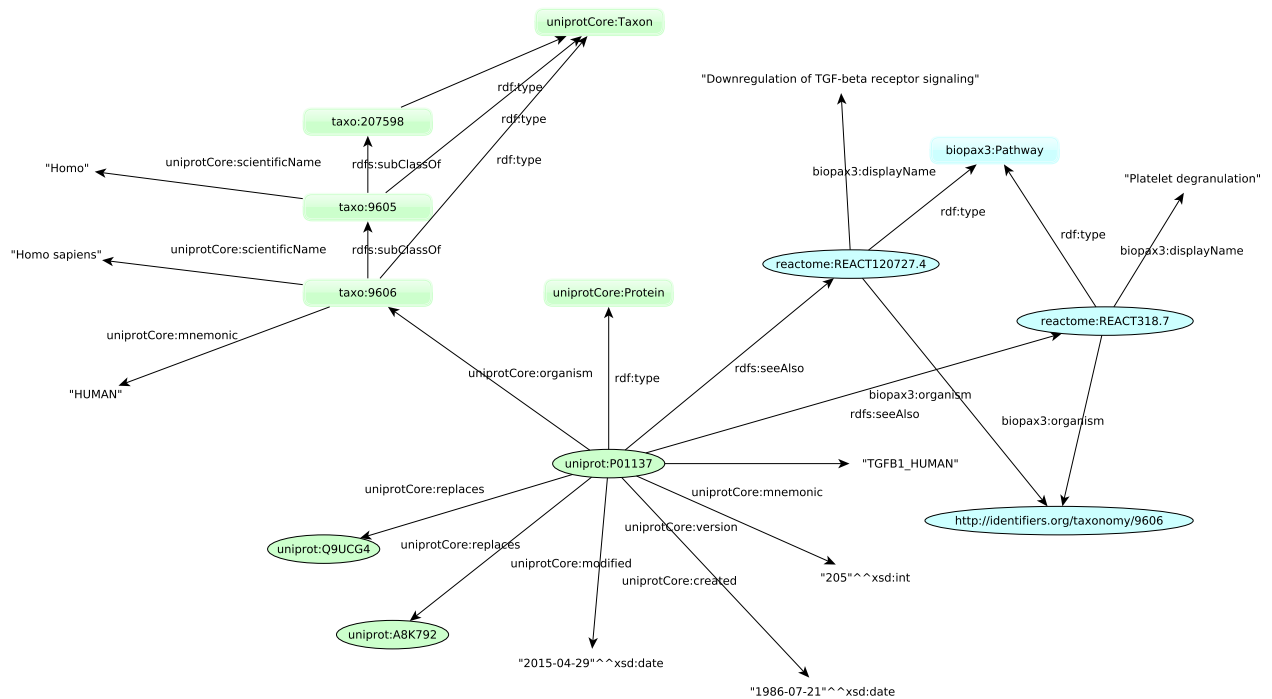 uniprotCore:Taxon
"Downregulation of TGF-beta receptor signaling"
rdf:type
taxo:207598
rdf:type
biopax3:Pathway
"Homo"
uniprotCore:scientificName
rdfs:subClassOf
rdf:type
biopax3:displayName
"Platelet degranulation"
taxo:9605
rdf:type
rdf:type
"Homo sapiens"
uniprotCore:scientificName
rdfs:subClassOf
biopax3:displayName
reactome:REACT120727.4
taxo:9606
uniprotCore:Protein
reactome:REACT318.7
uniprotCore:mnemonic
uniprotCore:organism
rdf:type
rdfs:seeAlso
"HUMAN"
biopax3:organism
rdfs:seeAlso
biopax3:organism
uniprot:P01137
"TGFB1_HUMAN"
uniprotCore:replaces
uniprotCore:mnemonic
uniprotCore:version
http://identifiers.org/taxonomy/9606
uniprot:Q9UCG4
uniprotCore:replaces
uniprotCore:modified
uniprotCore:created
"205"^^xsd:int
uniprot:A8K792
"2015-04-29"^^xsd:date
"1986-07-21"^^xsd:date